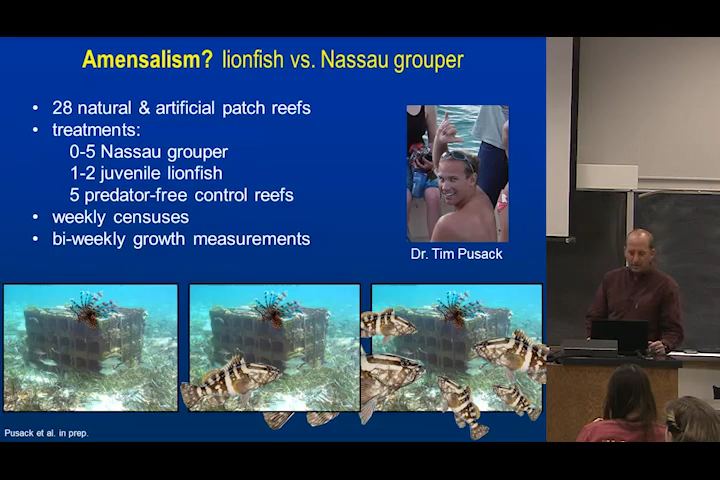 Amensalism? lionfish vs. Nassau grouper
• 28 natural & artificial patch reefs
• treatments:
0-5 Nassau grouper
1-2 juvenile lionfish
5 predator-free control reefs
• weekly censuses
• bi-weekly growth measurements
Dr. Tim Pusack
Pusack et al. in prep.